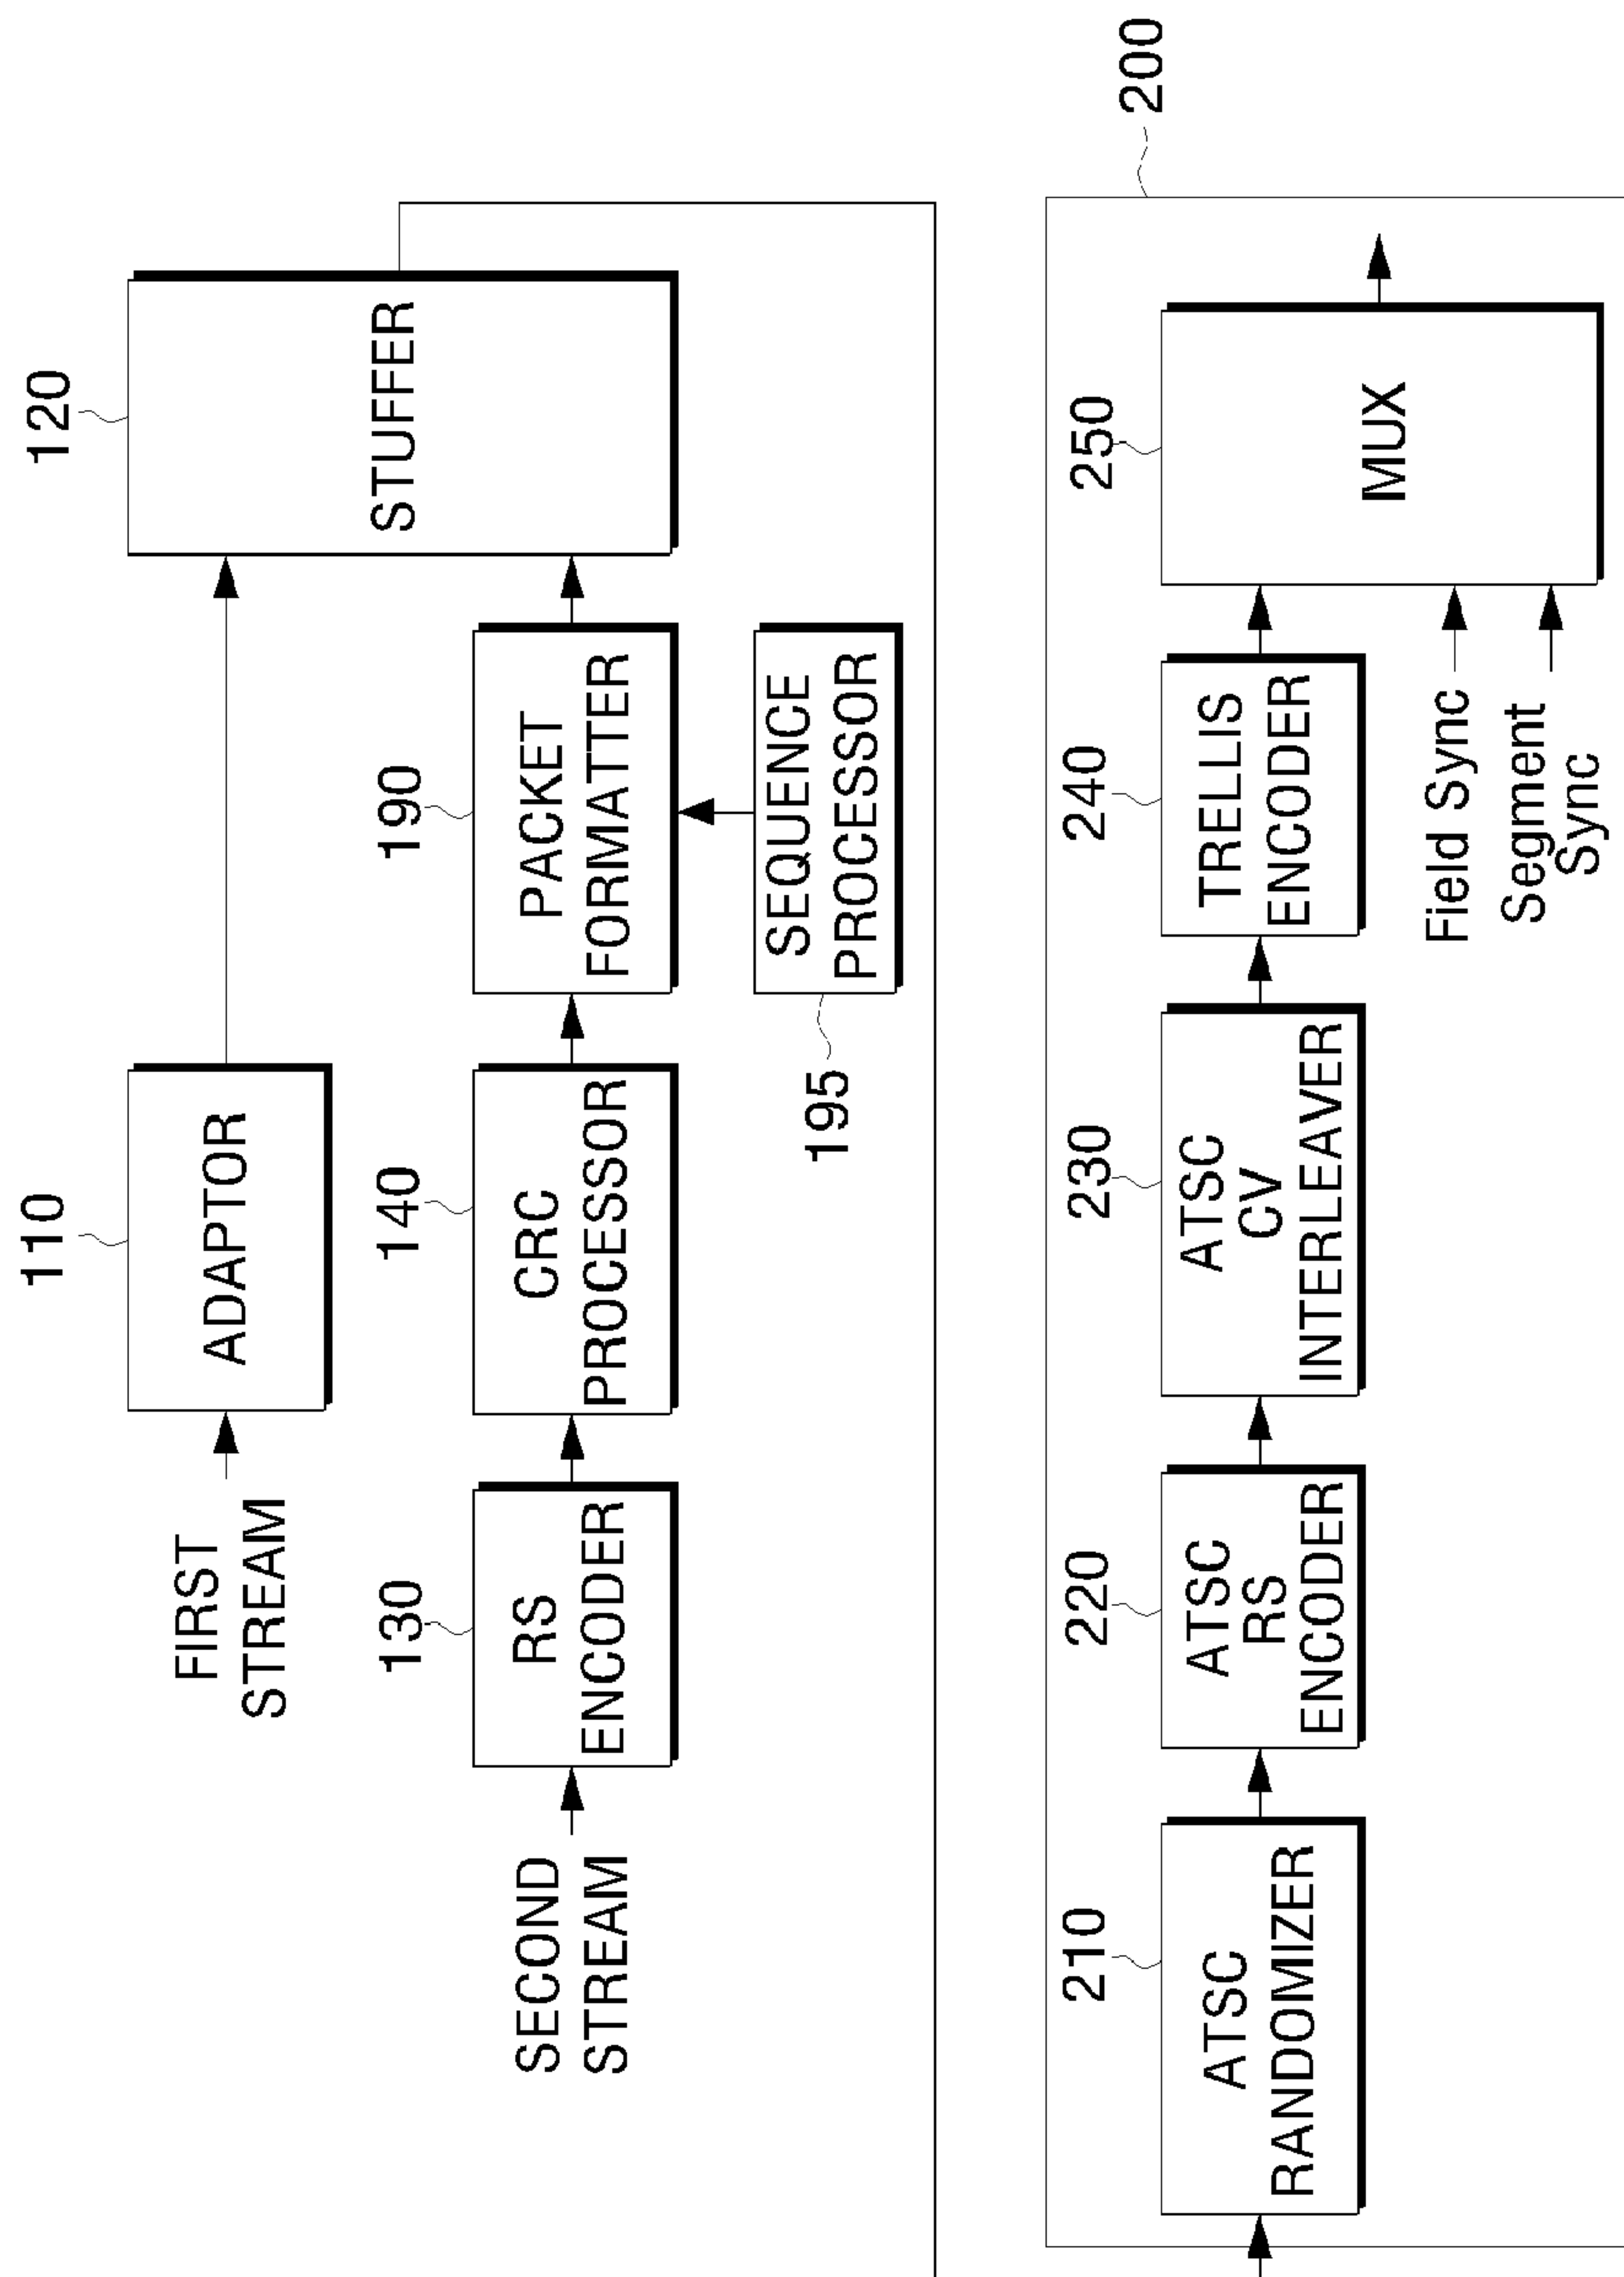 110
120
FIRST
STREAM
ADAPTOR
STUFFER
130
140
190
SECOND
STREAM
RS
ENCODER
CRC
PROCESSOR
PACKET
FORMATTER
195
SEQUENCE
PROCESSOR
200
210
220
230
240
250
ATSC
RANDOMIZER
ATSC
RS
ENCODER
ATSC
CV
INTERLEAVER
TRELLIS
ENCODER
MUX
Field Sync
Segment
Sync